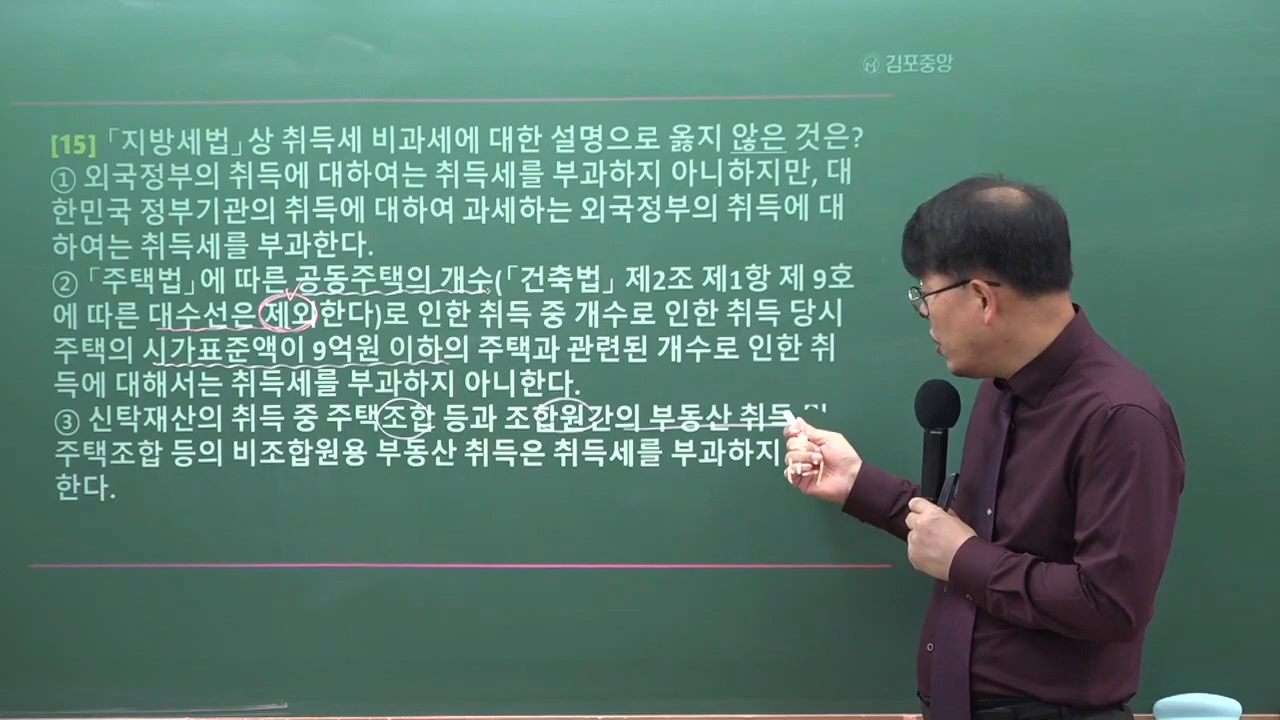 김포중앙
[15] 「지방세법」상 취득세 비과세에 대한 설명으로 옳지 않은 것은?
① 외국정부의 취득에 대하여는 취득세를 부과하지 아니하지만, 대
한민국 정부기관의 취득에 대하여 과세하는 외국정부의 취득에 대
하여는 취득세를 부과한다.
② 「주택법」에 따른 공동주택의 개수(「건축법」 제2조 제1항 제 9호
에 따른 대수선은 제외한다)로 인한 취득 중 개수로 인한 취득 당시
주택의 시가표준액이 9억원 이하의 주택과 관련된 개수로 인한 취
득에 대해서는 취득세를 부과하지 아니한다.
③ 신탁재산의 취득 중 주택조합 등과 조합원간의 부동산 취득
주택조합 등의 비조합원용 부동산 취득은 취득세를 부과하지
한다.